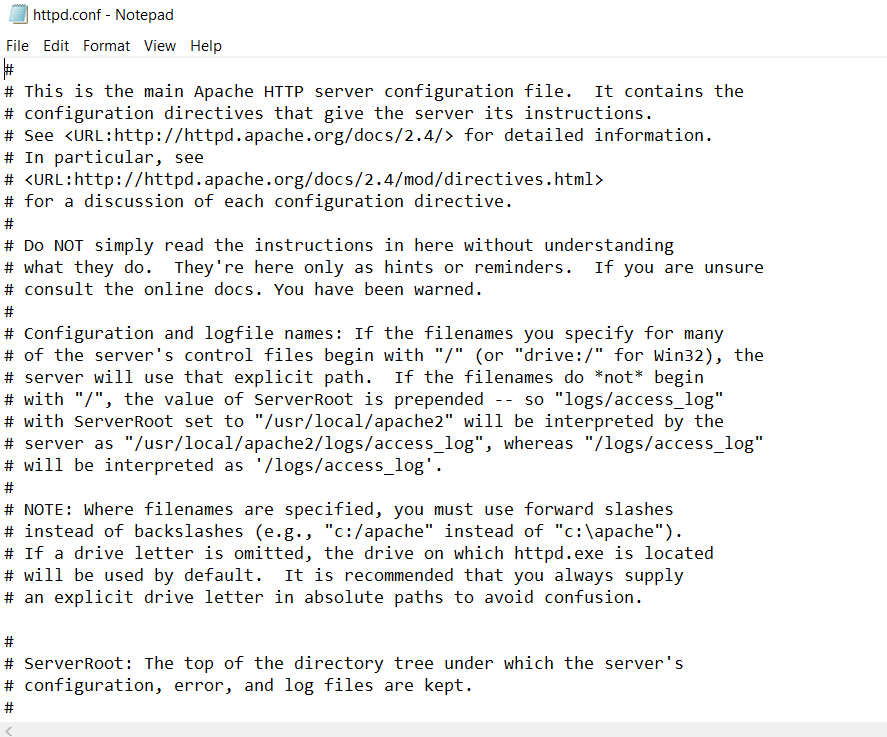 httpd.conf - Notepad
File Edit Format View Help
#
# This is the main Apache HTTP server configuration file.  It contains the
# configuration directives that give the server its instructions.
# See <URL:http://httpd.apache.org/docs/2.4/> for detailed information.
# In particular, see
# <URL:http://httpd.apache.org/docs/2.4/mod/directives.html>
# for a discussion of each configuration directive.
#
# Do NOT simply read the instructions in here without understanding
# what they do.  They're here only as hints or reminders.  If you are unsure
# consult the online docs. You have been warned.
#
# Configuration and logfile names: If the filenames you specify for many
# of the server's control files begin with "/" (or "drive:/" for Win32), the
# server will use that explicit path.  If the filenames do *not* begin
# with "/", the value of ServerRoot is prepended -- so "logs/access_log"
# with ServerRoot set to "/usr/local/apache2" will be interpreted by the
# server as "/usr/local/apache2/logs/access_log", whereas "/logs/access_log"
# will be interpreted as '/logs/access_log'.
#
# NOTE: Where filenames are specified, you must use forward slashes
# instead of backslashes (e.g., "c:/apache" instead of "c:\apache").
# If a drive letter is omitted, the drive on which httpd.exe is located
# will be used by default.  It is recommended that you always supply
# an explicit drive letter in absolute paths to avoid confusion.

#
# ServerRoot: The top of the directory tree under which the server's
# configuration, error, and log files are kept.
#